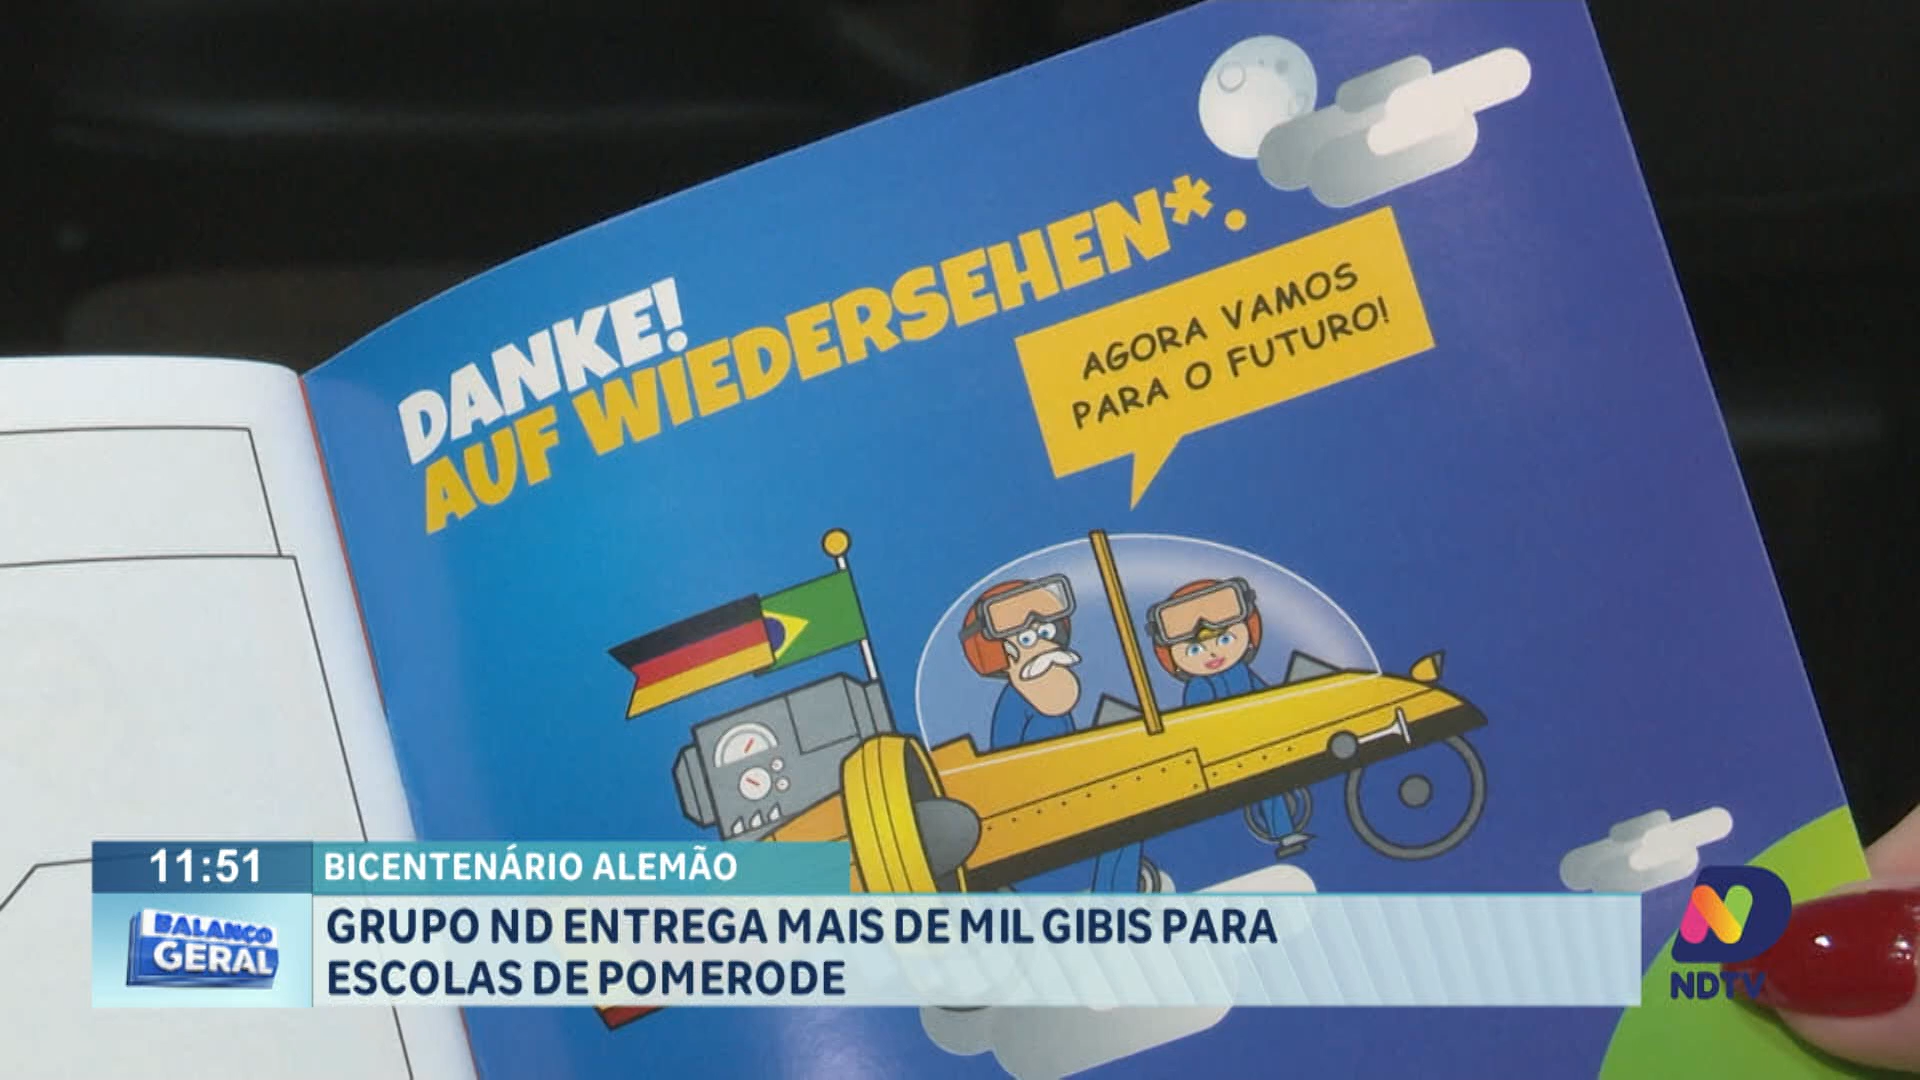 DANKE!
AUF WIEDERSEHEN*.
AGORA VAMOS
PARA O FUTURO!
11:51
BICENTENÁRIO ALEMÃO
BALANÇO
GERAL
GRUPO ND ENTREGA MAIS DE MIL GIBIS PARA
ESCOLAS DE POMERODE
NDTV